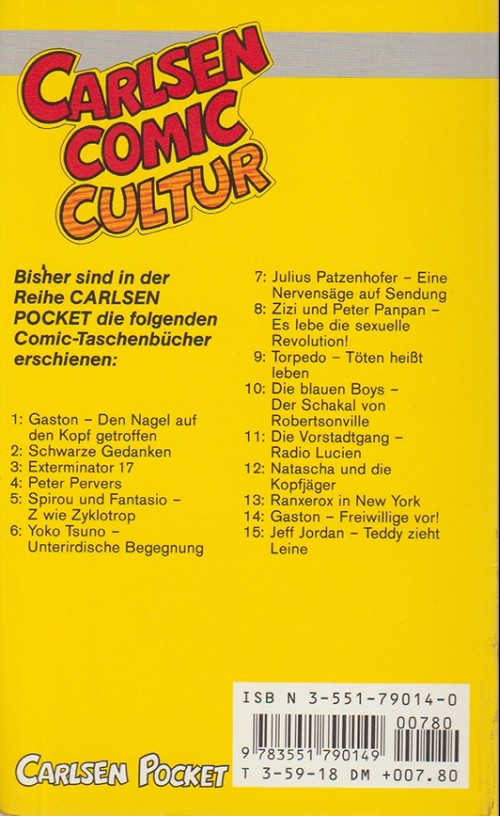 CARLSEN
COMIC
CULTUR
Bisher sind in der
Reihe CARLSEN
POCKET die folgenden
Comic-Taschenbücher
erschienen:
1: Gaston – Den Nagel auf
den Kopf getroffen
2: Schwarze Gedanken
3: Exterminator 17
4: Peter Pervers
5: Spirou und Fantasio –
Z wie Zyklotrop
6: Yoko Tsuno –
Unterirdische Begegnung
7: Julius Patzenhofer – Eine
Nervensäge auf Sendung
8: Zizi und Peter Panpan –
Es lebe die sexuelle
Revolution!
9: Torpedo – Töten heißt
leben
10: Die blauen Boys –
Der Schakal von
Robertsonville
11: Die Vorstadtgang –
Radio Lucien
12: Natascha und die
Kopfjäger
13: Ranxerox in New York
14: Gaston – Freiwillige vor!
15: Jeff Jordan – Teddy zieht
Leine
ISB N 3-551-79014-0
00780
9 783551 790149
T 3-59-18 DM +007.80
CARLSEN POCKET